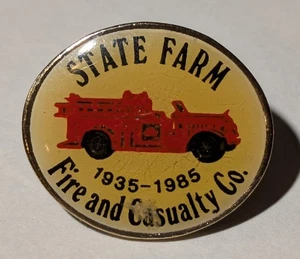 STATE FARM
1935-1985
Fire and Casualty Co.